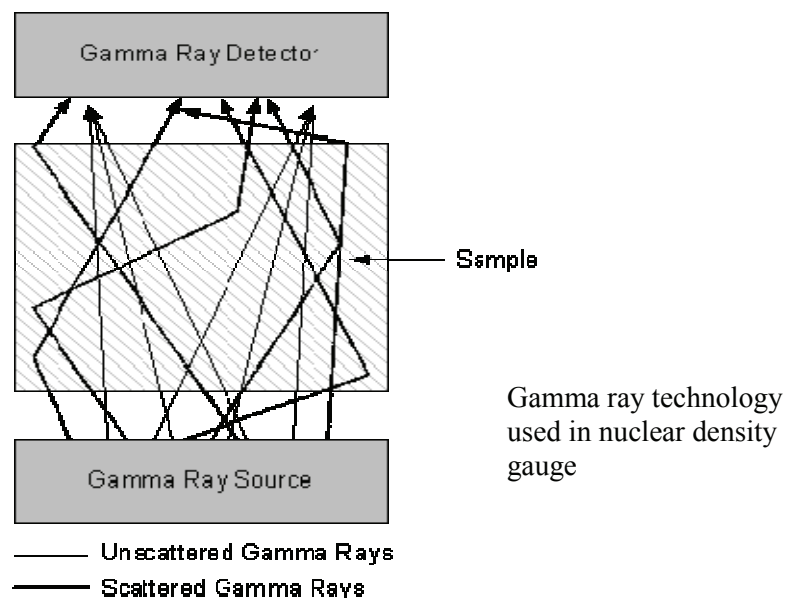 Gamma Ray Detector
Sample
Gamma ray technology
used in nuclear density
gauge
Gamma Ray Source
Unscattered Gamma Rays
Scattered Gamma Rays